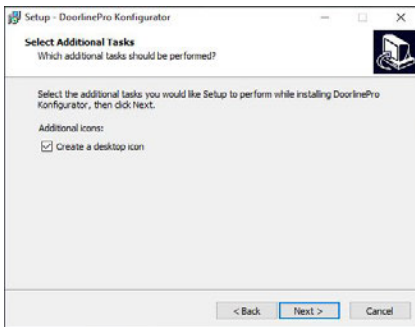 Setup - DoorlinePro Konfigurator
Select Additional Tasks
Which additional tasks should be performed?
Select the additional tasks you would like Setup to perform while installing DoorlinePro
Konfigurator, then click Next.
Additional icons:
Create a desktop icon
< Back Next > Cancel